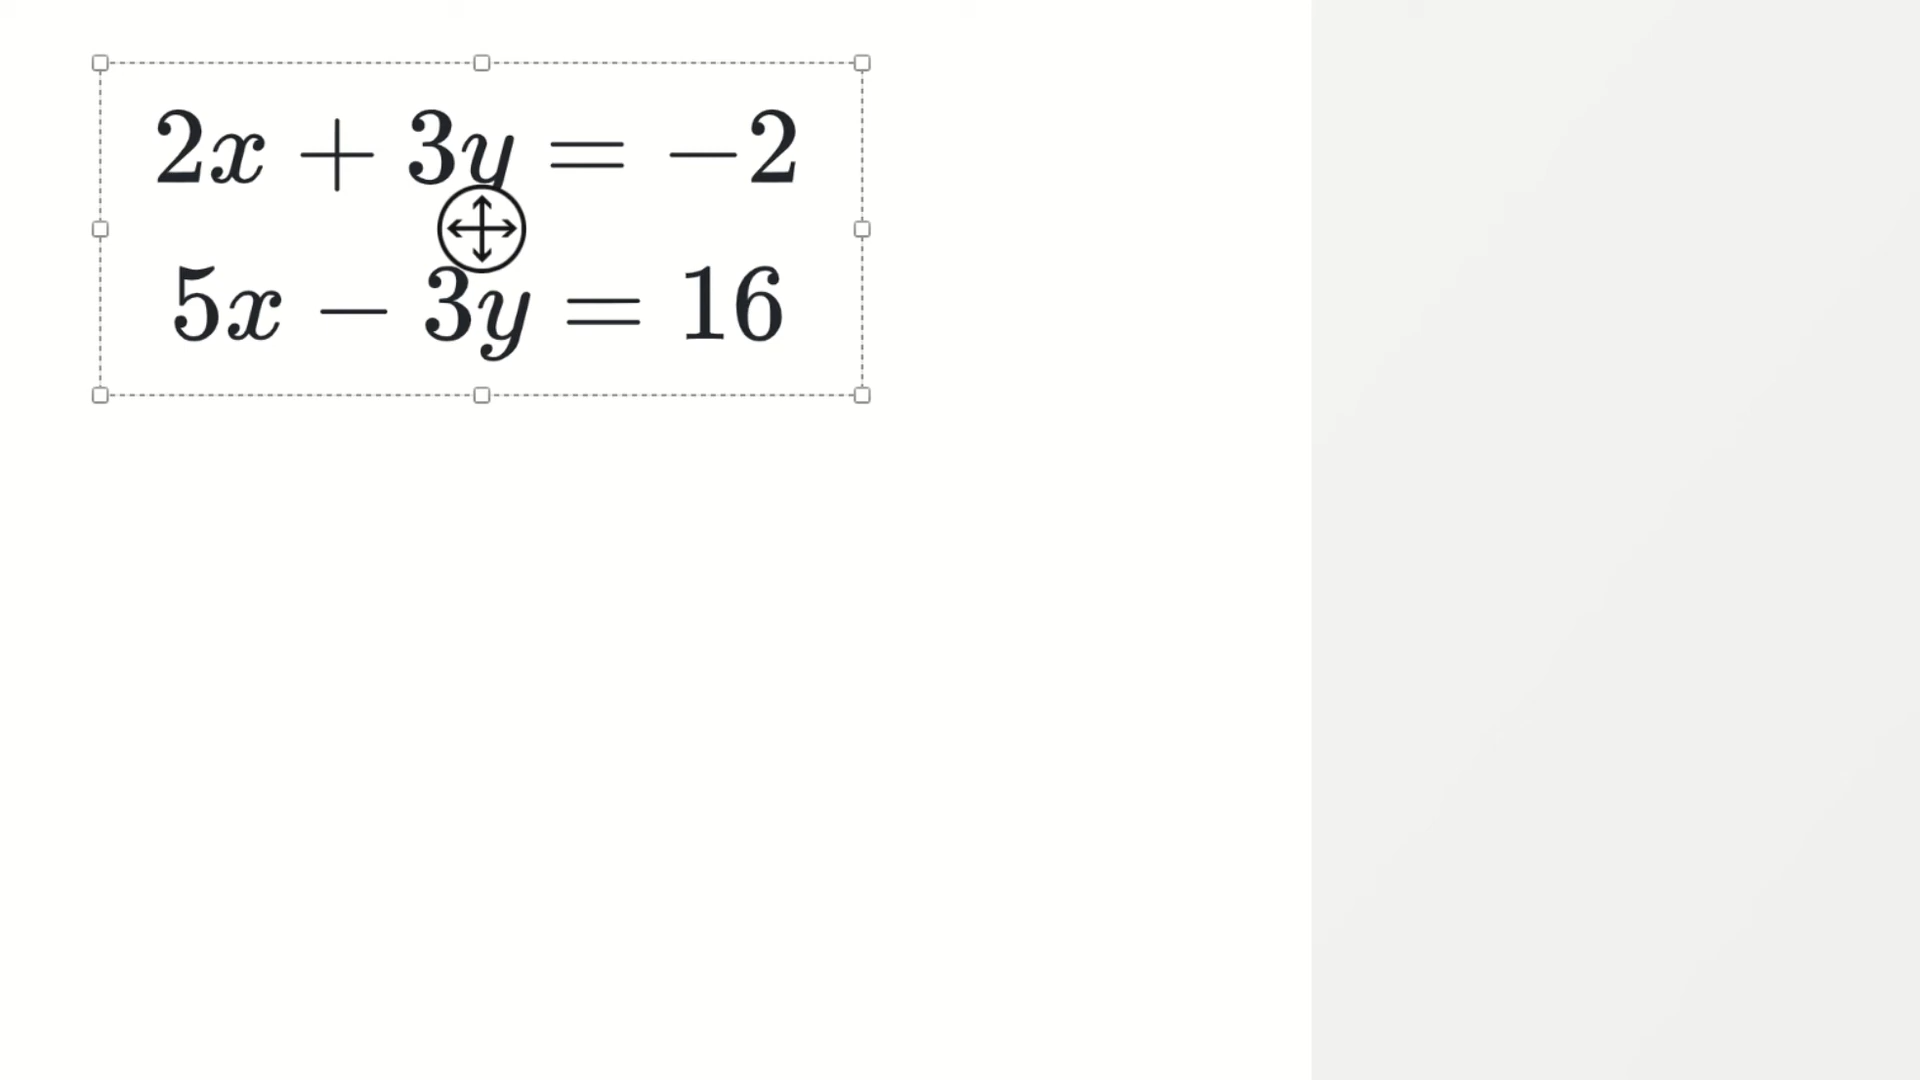 2x + 3y = −2
5x − 3y = 16